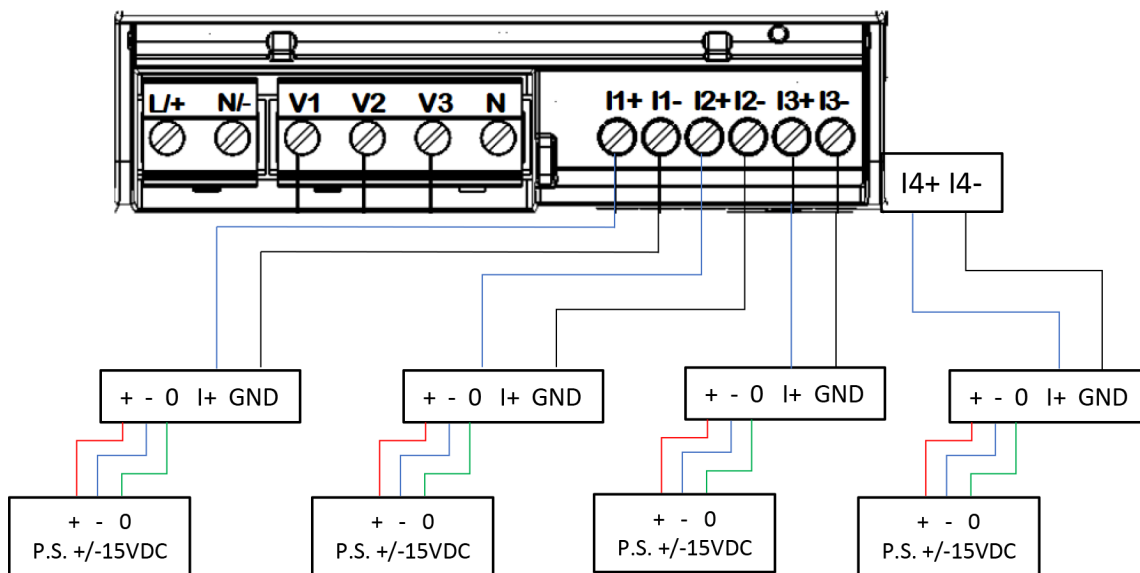 L/+ N/- V1 V2 V3 N I1+ I1- I2+ I2- I3+ I3-
I4+ I4-
+ - 0 I+ GND
+ - 0 I+ GND
+ - 0 I+ GND
+ - 0 I+ GND
+ - 0
P.S. +/-15VDC
+ - 0
P.S. +/-15VDC
+ - 0
P.S. +/-15VDC
+ - 0
P.S. +/-15VDC